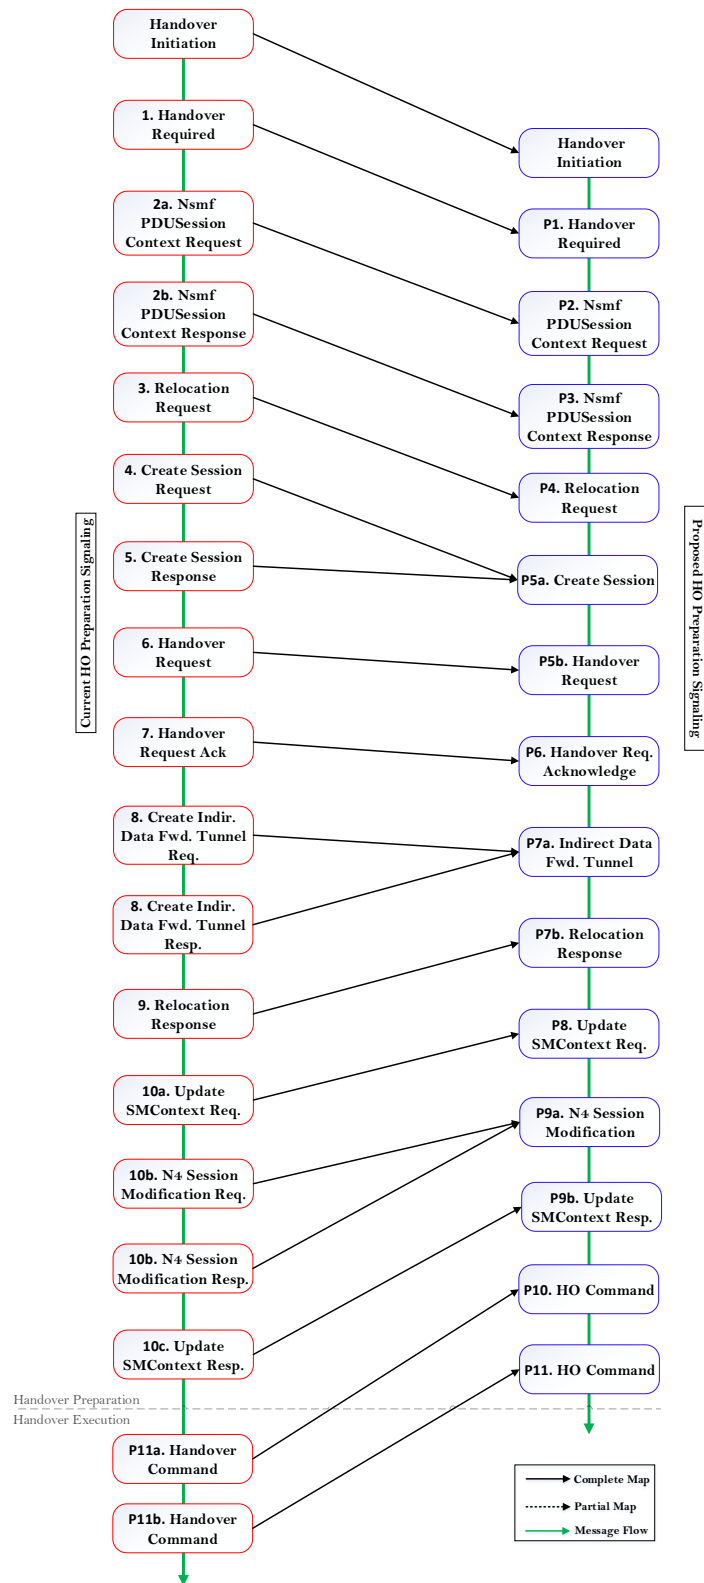 Handover
Initiation
1. Handover
Required
2a. Nsmf
PDUSession
Context Request
2b. Nsmf
PDUSession
Context Response
3. Relocation
Request
4. Create Session
Request
5. Create Session
Response
6. Handover
Request
7. Handover
Request Ack
8. Create Indir.
Data Fwd. Tunnel
Req.
8. Create Indir.
Data Fwd. Tunnel
Resp.
9. Relocation
Response
10a. Update
SMContext Req.
10b. N4 Session
Modification Req.
10b. N4 Session
Modification Resp.
10c. Update
SMContext Resp.
P11a. Handover
Command
P11b. Handover
Command
Current HO Preparation Signaling
Handover Preparation
Handover Execution
Handover
Initiation
P1. Handover
Required
P2. Nsmf
PDUSession
Context Request
P3. Nsmf
PDUSession
Context Response
P4. Relocation
Request
P5a. Create Session
P5b. Handover
Request
P6. Handover Req.
Acknowledge
P7a. Indirect Data
Fwd. Tunnel
P7b. Relocation
Response
P8. Update
SMContext Req.
P9a. N4 Session
Modification
P9b. Update
SMContext Resp.
P10. HO Command
P11. HO Command
Proposed HO Preparation Signaling
Complete Map
Partial Map
Message Flow